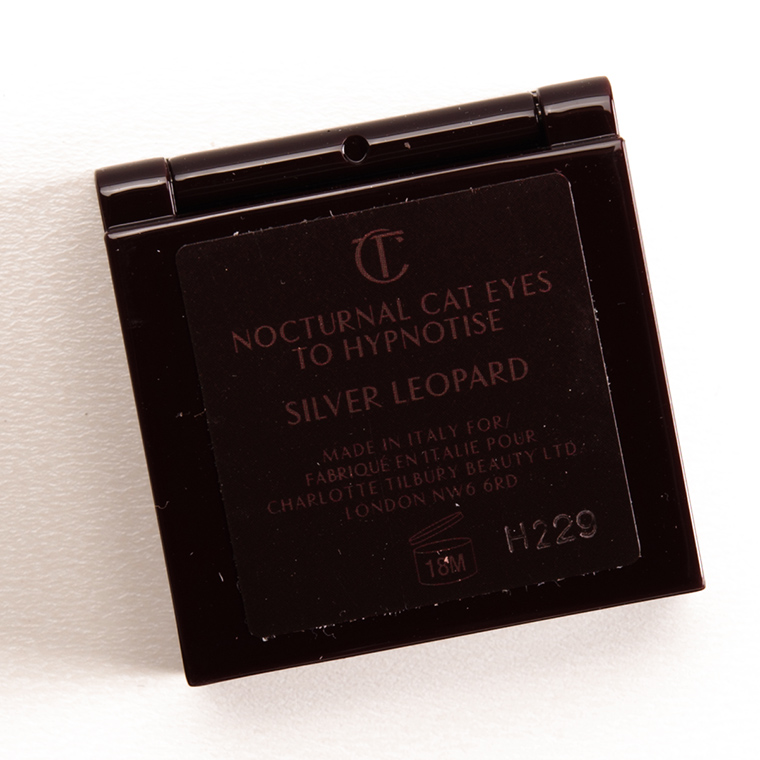 CT
NOCTURNAL CAT EYES
TO HYPNOTISE
SILVER LEOPARD
MADE IN ITALY FOR/
FABRIQUÉ EN ITALIE POUR
CHARLOTTE TILBURY BEAUTY LTD
LONDON NW6 6RD
18M
H229